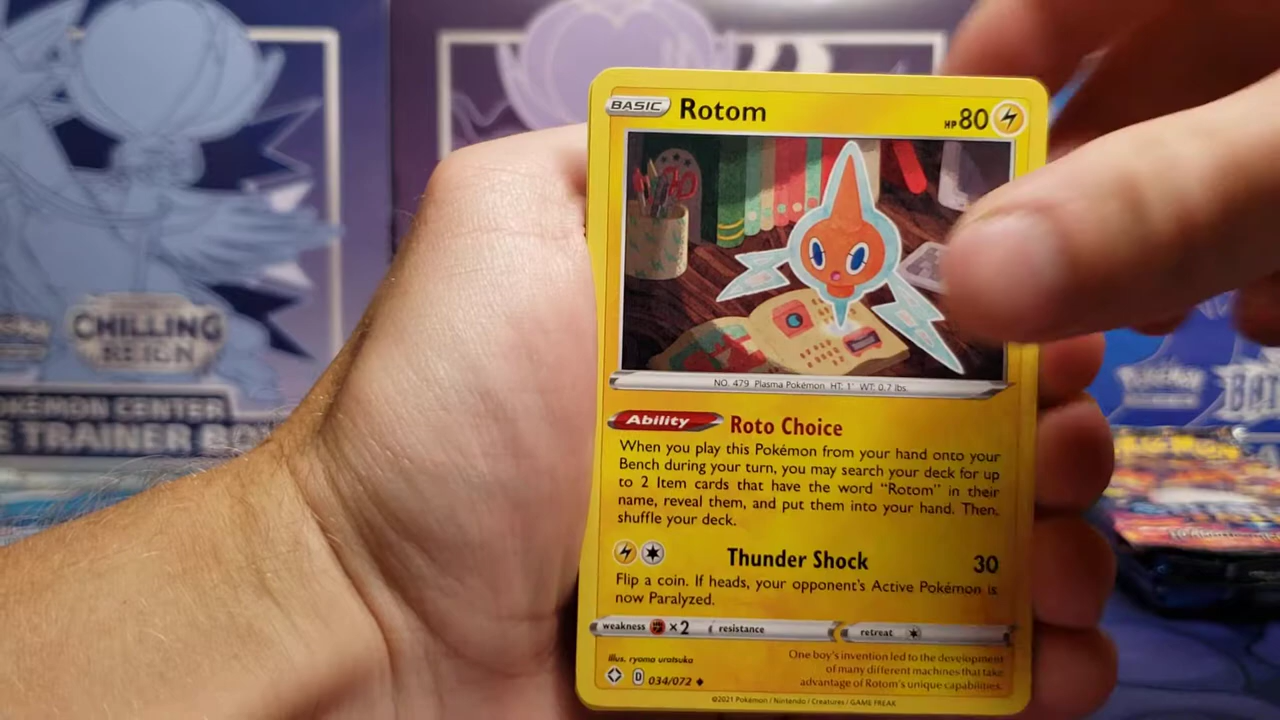 BASIC Rotom HP 80
NO. 479 Plasma Pokémon HT: 1' WT: 0.7 lbs.
Ability Roto Choice
When you play this Pokémon from your hand onto your
Bench during your turn, you may search your deck for up
to 2 Item cards that have the word “Rotom” in their
name, reveal them, and put them into your hand. Then,
shuffle your deck.
Thunder Shock 30
Flip a coin. If heads, your opponent's Active Pokémon is
now Paralyzed.
weakness ×2 resistance retreat
Illus. ryoma uratsuka
D 034/072
One boy's invention led to the development
of many different machines that take
advantage of Rotom's unique capabilities.
©2021 Pokémon / Nintendo / Creatures / GAME FREAK
CHILLING
REIGN
POKÉMON CENTER
E TRAINER BO
Pokémon
BAT